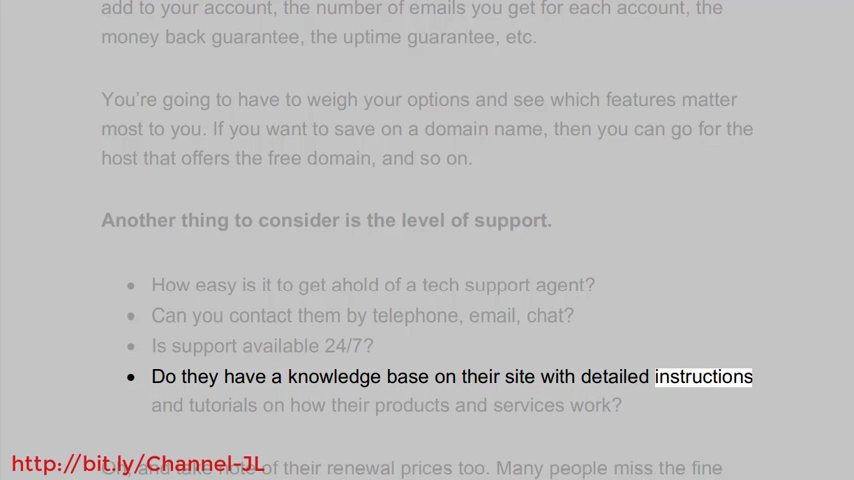 add to your account, the number of emails you get for each account, the
money back guarantee, the uptime guarantee, etc.
You’re going to have to weigh your options and see which features matter
most to you. If you want to save on a domain name, then you can go for the
host that offers the free domain, and so on.
Another thing to consider is the level of support.
• How easy is it to get ahold of a tech support agent?
• Can you contact them by telephone, email, chat?
• Is support available 24/7?
• Do they have a knowledge base on their site with detailed instructions
and tutorials on how their products and services work?
Oh, and take note of their renewal prices too. Many people miss the fine
http://bit.ly/Channel-JL